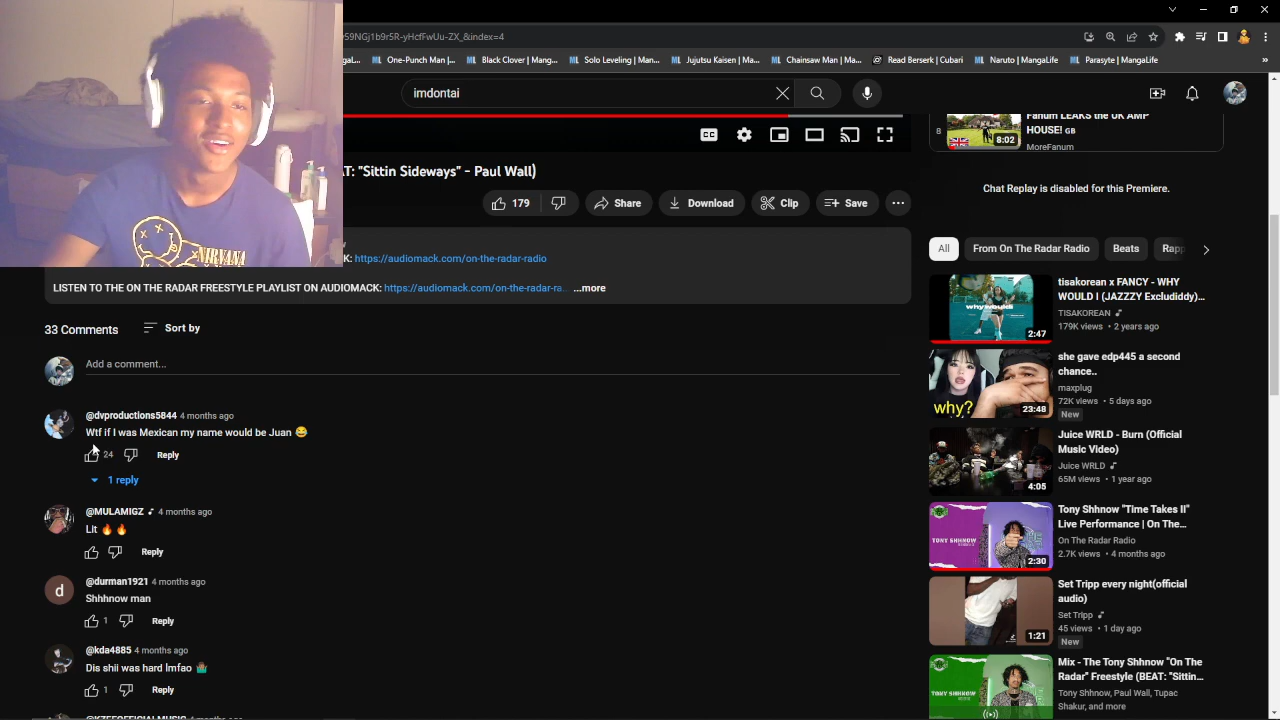 s9NGj1b9r5R-yHcfFwUu-ZX_&index=4
One-Punch Man |...
Black Clover | Mang...
Solo Leveling | Man...
Jujutsu Kaisen | Ma...
Chainsaw Man | Ma...
Read Berserk | Cubari
Naruto | MangaLife
Parasyte | MangaLife
imdontai
NIRVANA
AT: "Sittin Sideways" - Paul Wall)
179
Share
Download
Clip
Save
K: https://audiomack.com/on-the-radar-radio
LISTEN TO THE ON THE RADAR FREESTYLE PLAYLIST ON AUDIOMACK: https://audiomack.com/on-the-radar-ra... ...more
33 Comments
Sort by
Add a comment...
@dvproductions5844 4 months ago
Wtf if I was Mexican my name would be Juan 😂
24
Reply
1 reply
@MULAMIGZ 4 months ago
Lit 🔥🔥
Reply
@durman1921 4 months ago
d
Shhhnow man
1
Reply
@kda4885 4 months ago
Dis shii was hard lmfao 🤷🏾‍♂️
1
Reply
Fanum LEAKS the UK AMP
HOUSE! GB
MoreFanum
8
8:02
Chat Replay is disabled for this Premiere.
All
From On The Radar Radio
Beats
Rapp
tisakorean x FANCY - WHY
WOULD I (JAZZZY Excludiddy)...
TISAKOREAN
179K views • 2 years ago
2:47
she gave edp445 a second
chance..
maxplug
72K views • 5 days ago
New
why?
23:48
Juice WRLD - Burn (Official
Music Video)
Juice WRLD
65M views • 1 year ago
4:05
Tony Shhnow "Time Takes II"
Live Performance | On The...
On The Radar Radio
2.7K views • 4 months ago
TONY SHHNOW
2:30
Set Tripp every night(official
audio)
Set Tripp
45 views • 1 day ago
New
1:21
Mix - The Tony Shhnow "On The
Radar" Freestyle (BEAT: "Sittin...
Tony Shhnow, Paul Wall, Tupac
Shakur, and more
TONY SHHNOW